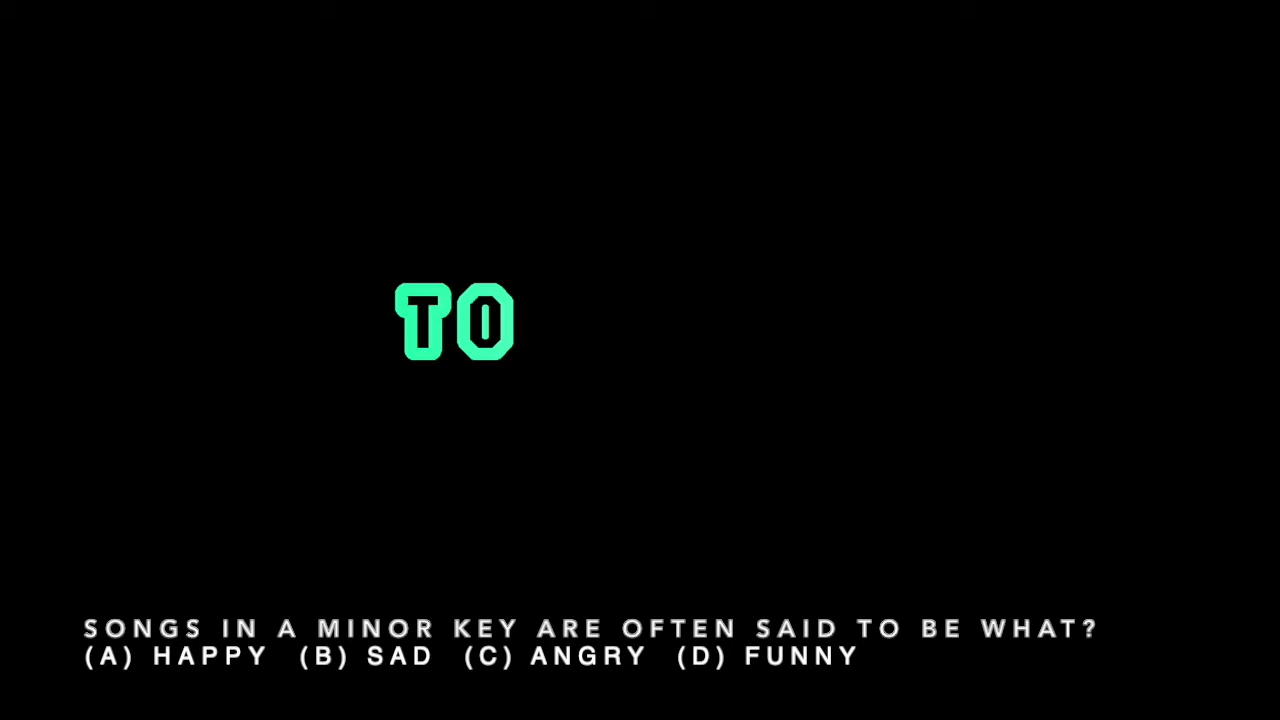 TO
SONGS IN A MINOR KEY ARE OFTEN SAID TO BE WHAT?
(A) HAPPY (B) SAD (C) ANGRY (D) FUNNY